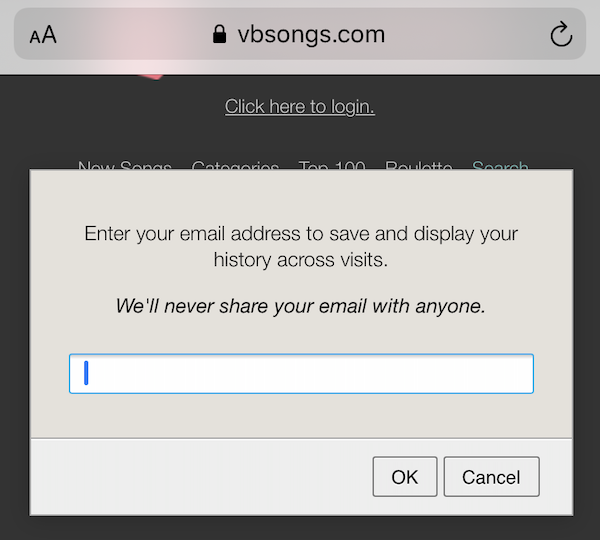 AA vbsongs.com
Click here to login.
New Songs Categories Top 100 Roulette Search
Enter your email address to save and display your
history across visits.
We'll never share your email with anyone.
OK Cancel